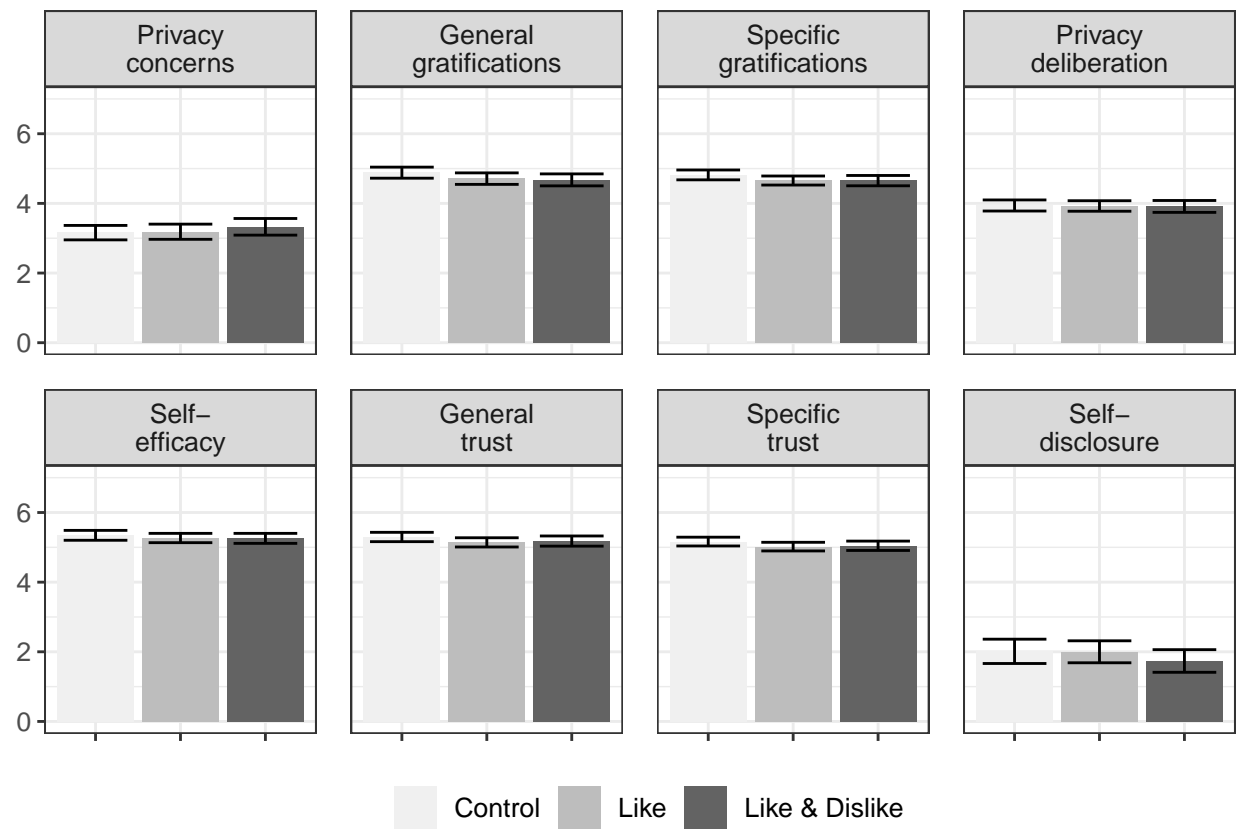 Privacy
concerns
General
gratifications
Specific
gratifications
Privacy
deliberation
6
4
2
0
Self−
efficacy
General
trust
Specific
trust
Self−
disclosure
6
4
2
0
Control Like Like & Dislike